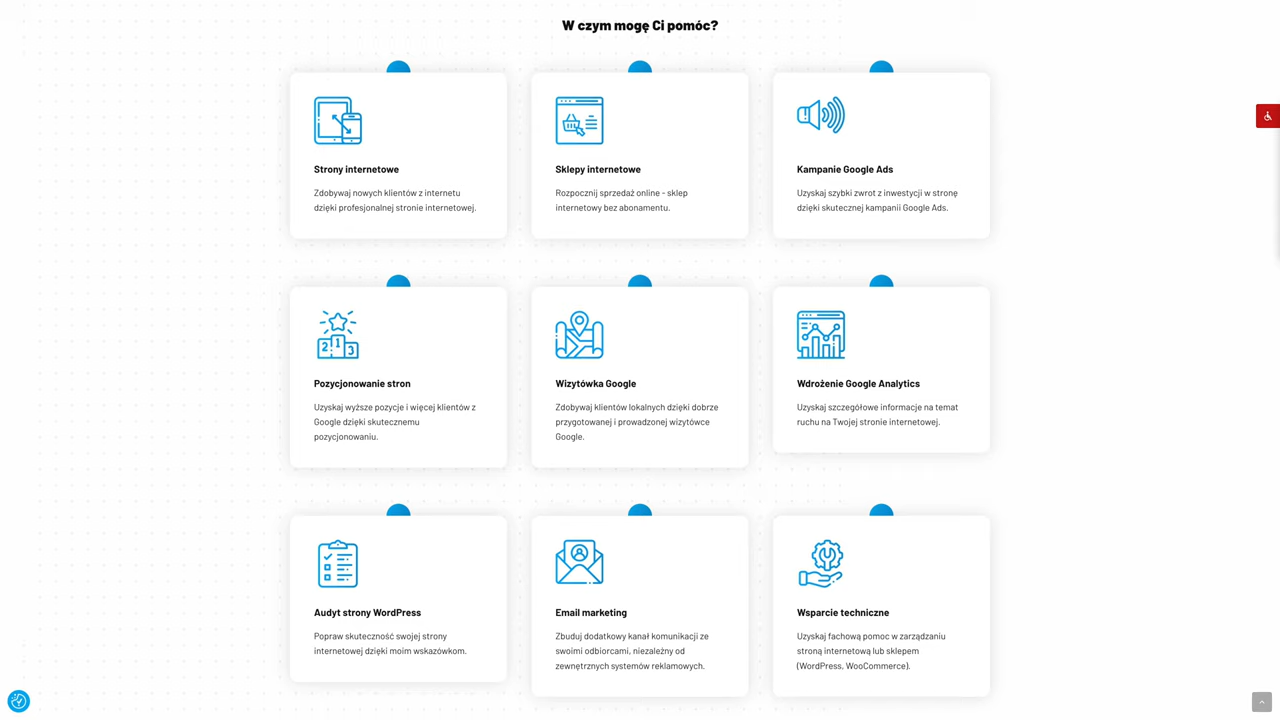 W czym mogę Ci pomóc?
Strony internetowe
Zdobywaj nowych klientów z internetu
dzięki profesjonalnej stronie internetowej.
Sklepy internetowe
Rozpocznij sprzedaż online - sklep
internetowy bez abonamentu.
Kampanie Google Ads
Uzyskaj szybki zwrot z inwestycji w stronę
dzięki skutecznej kampanii Google Ads.
2 1 3
Pozycjonowanie stron
Uzyskaj wyższe pozycje i więcej klientów z
Google dzięki skutecznemu
pozycjonowaniu.
Wizytówka Google
Zdobywaj klientów lokalnych dzięki dobrze
przygotowanej i prowadzonej wizytówce
Google.
Wdrożenie Google Analytics
Uzyskaj szczegółowe informacje na temat
ruchu na Twojej stronie internetowej.
Audyt strony WordPress
Popraw skuteczność swojej strony
internetowej dzięki moim wskazówkom.
Email marketing
Zbuduj dodatkowy kanał komunikacji ze
swoimi odbiorcami, niezależny od
zewnętrznych systemów reklamowych.
Wsparcie techniczne
Uzyskaj fachową pomoc w zarządzaniu
stroną internetową lub sklepem
(WordPress, WooCommerce).